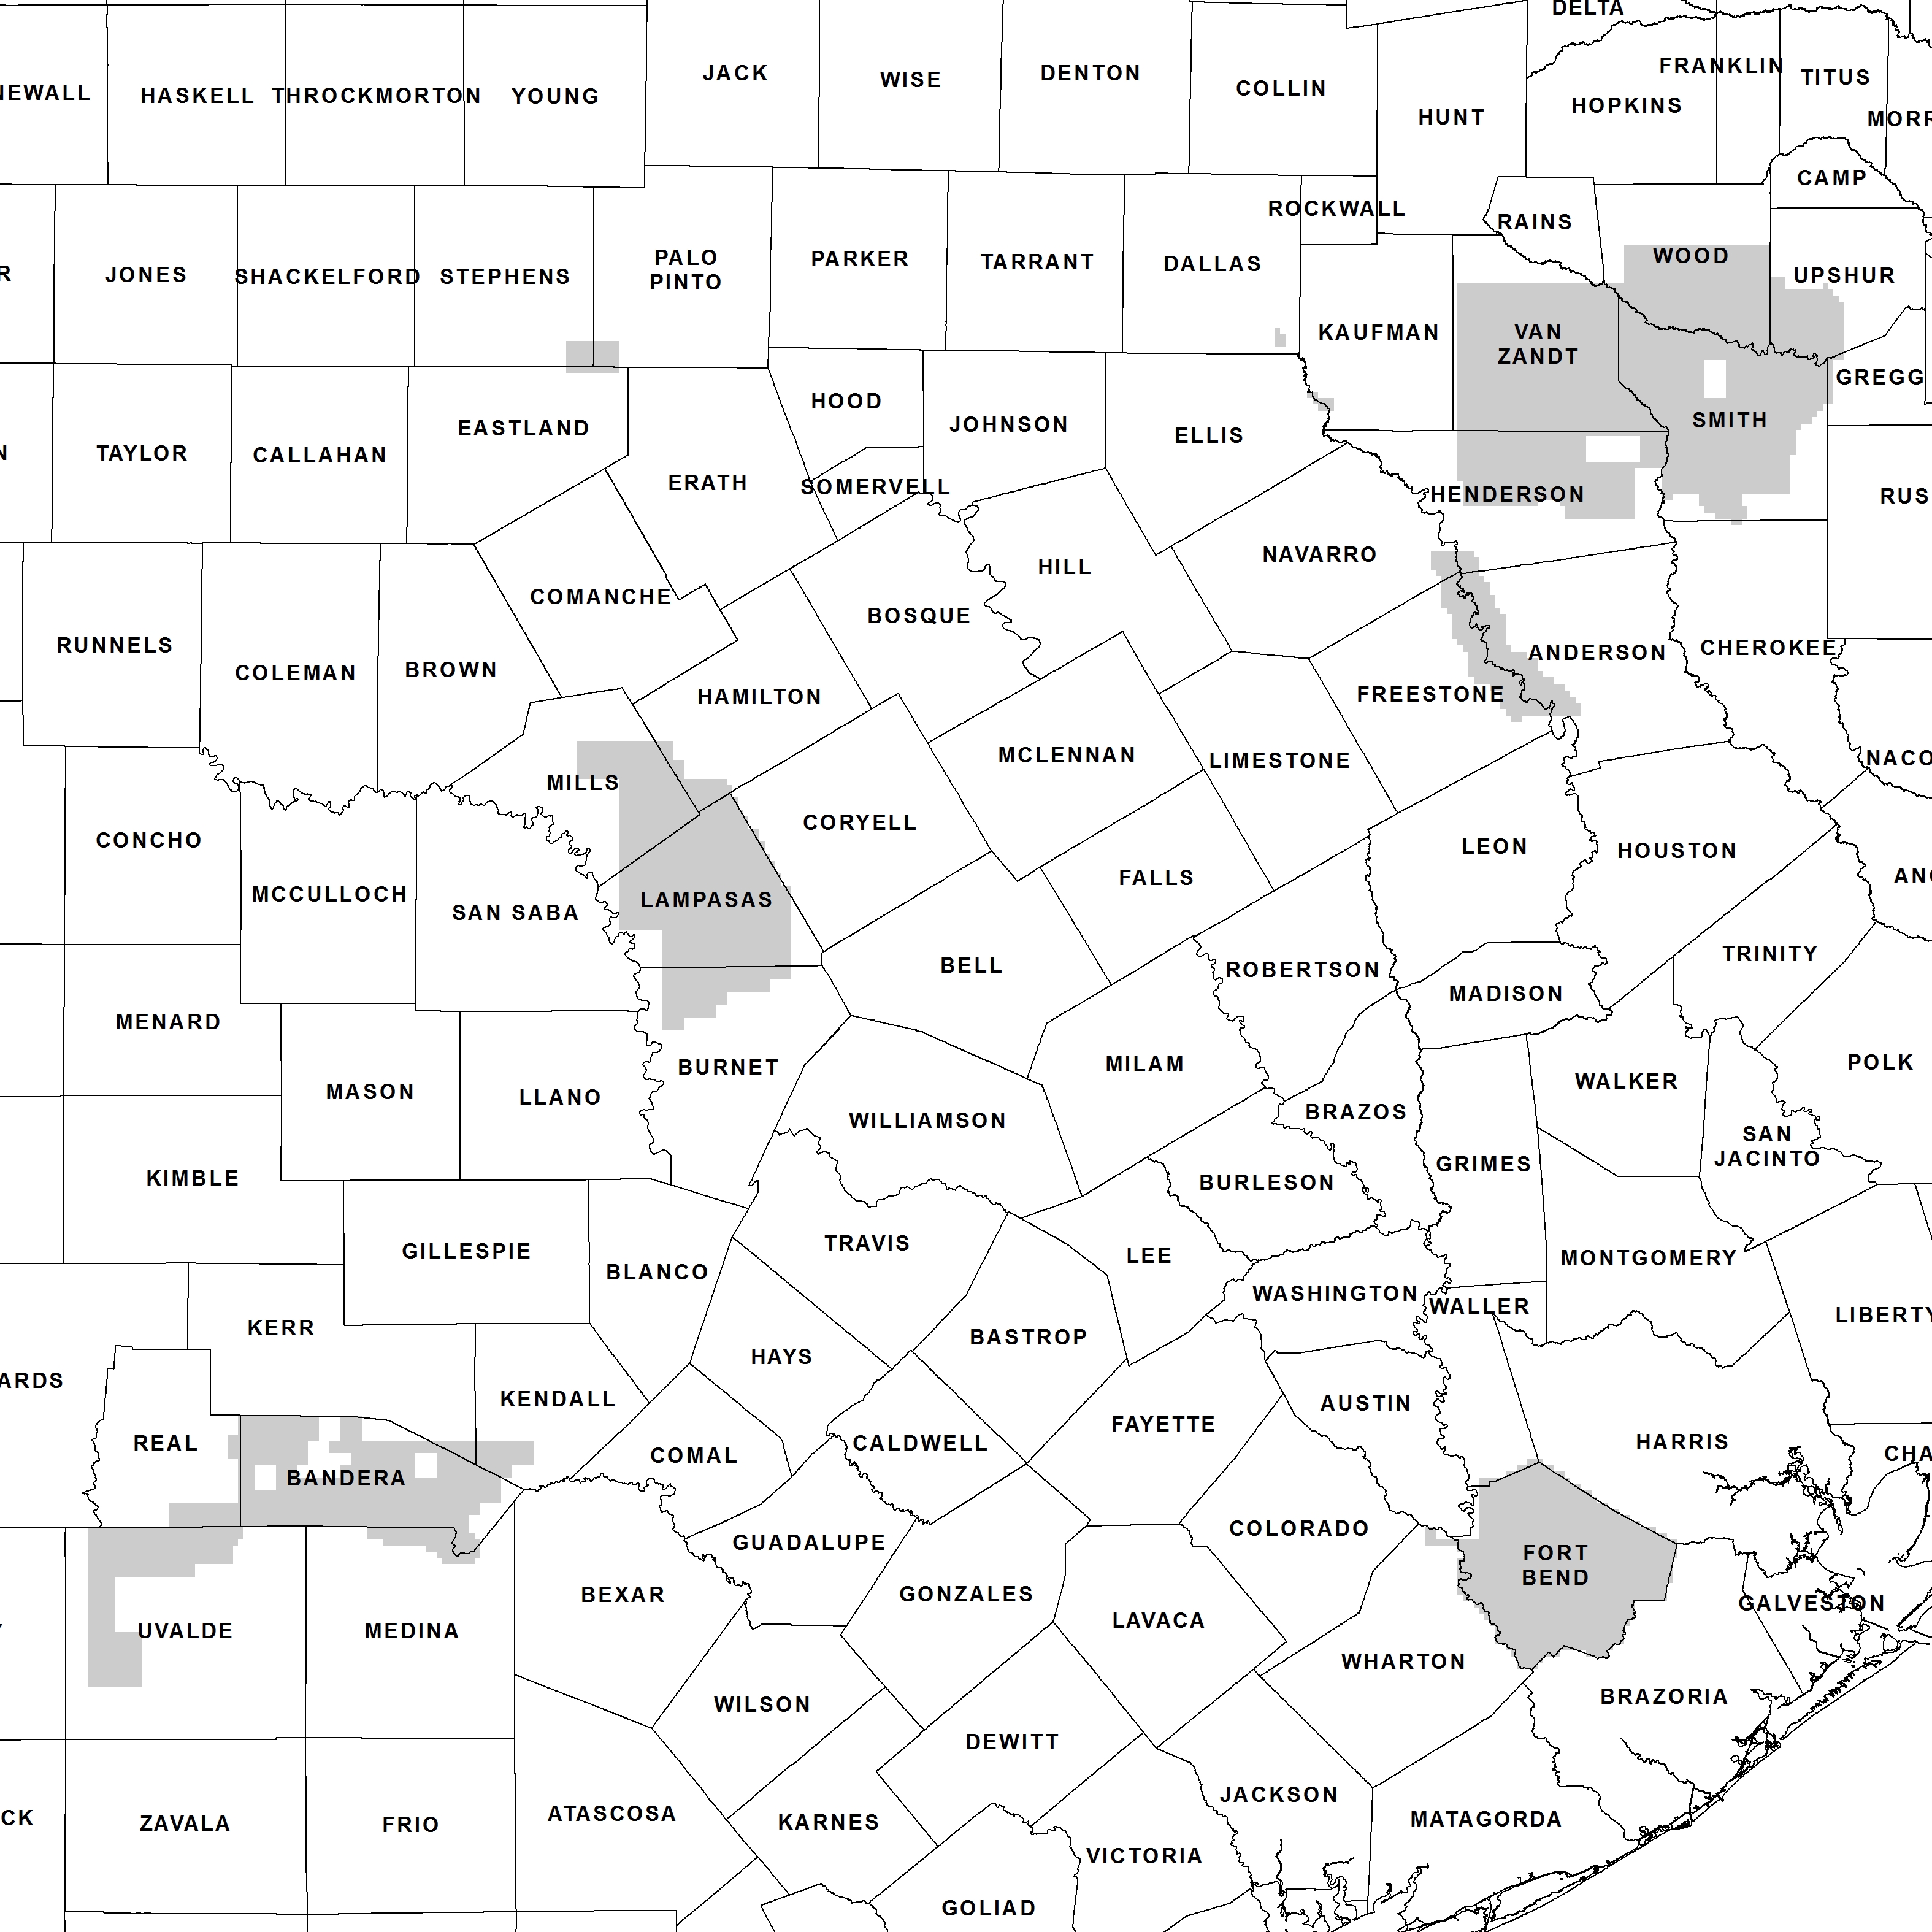 DELTA
EWALL
HASKELL
THROCKMORTON
YOUNG
JACK
WISE
DENTON
COLLIN
HUNT
HOPKINS
FRANKLIN
TITUS
MORR
CAMP
R
JONES
SHACKELFORD
STEPHENS
PALO
PINTO
PARKER
TARRANT
DALLAS
ROCKWALL
KAUFMAN
RAINS
WOOD
UPSHUR
VAN
ZANDT
SMITH
GREGG
N
TAYLOR
CALLAHAN
EASTLAND
ERATH
HOOD
SOMERVELL
JOHNSON
ELLIS
HENDERSON
RUS
RUNNELS
COLEMAN
BROWN
COMANCHE
HAMILTON
BOSQUE
HILL
NAVARRO
FREESTONE
ANDERSON
CHEROKEE
NACO
CONCHO
MCCULLOCH
SAN SABA
MILLS
LAMPASAS
CORYELL
MCLENNAN
LIMESTONE
FALLS
LEON
HOUSTON
ANG
TRINITY
BELL
ROBERTSON
MADISON
MENARD
MASON
LLANO
BURNET
WILLIAMSON
MILAM
BRAZOS
WALKER
POLK
SAN
JACINTO
GRIMES
BURLESON
KIMBLE
GILLESPIE
BLANCO
TRAVIS
LEE
WASHINGTON
WALLER
MONTGOMERY
LIBERTY
KERR
ARDS
KENDALL
HAYS
BASTROP
FAYETTE
AUSTIN
HARRIS
CHA
REAL
BANDERA
COMAL
CALDWELL
GUADALUPE
COLORADO
FORT
BEND
GALVESTON
UVALDE
MEDINA
BEXAR
GONZALES
LAVACA
WHARTON
BRAZORIA
WILSON
DEWITT
CK
ZAVALA
FRIO
ATASCOSA
KARNES
JACKSON
MATAGORDA
VICTORIA
GOLIAD